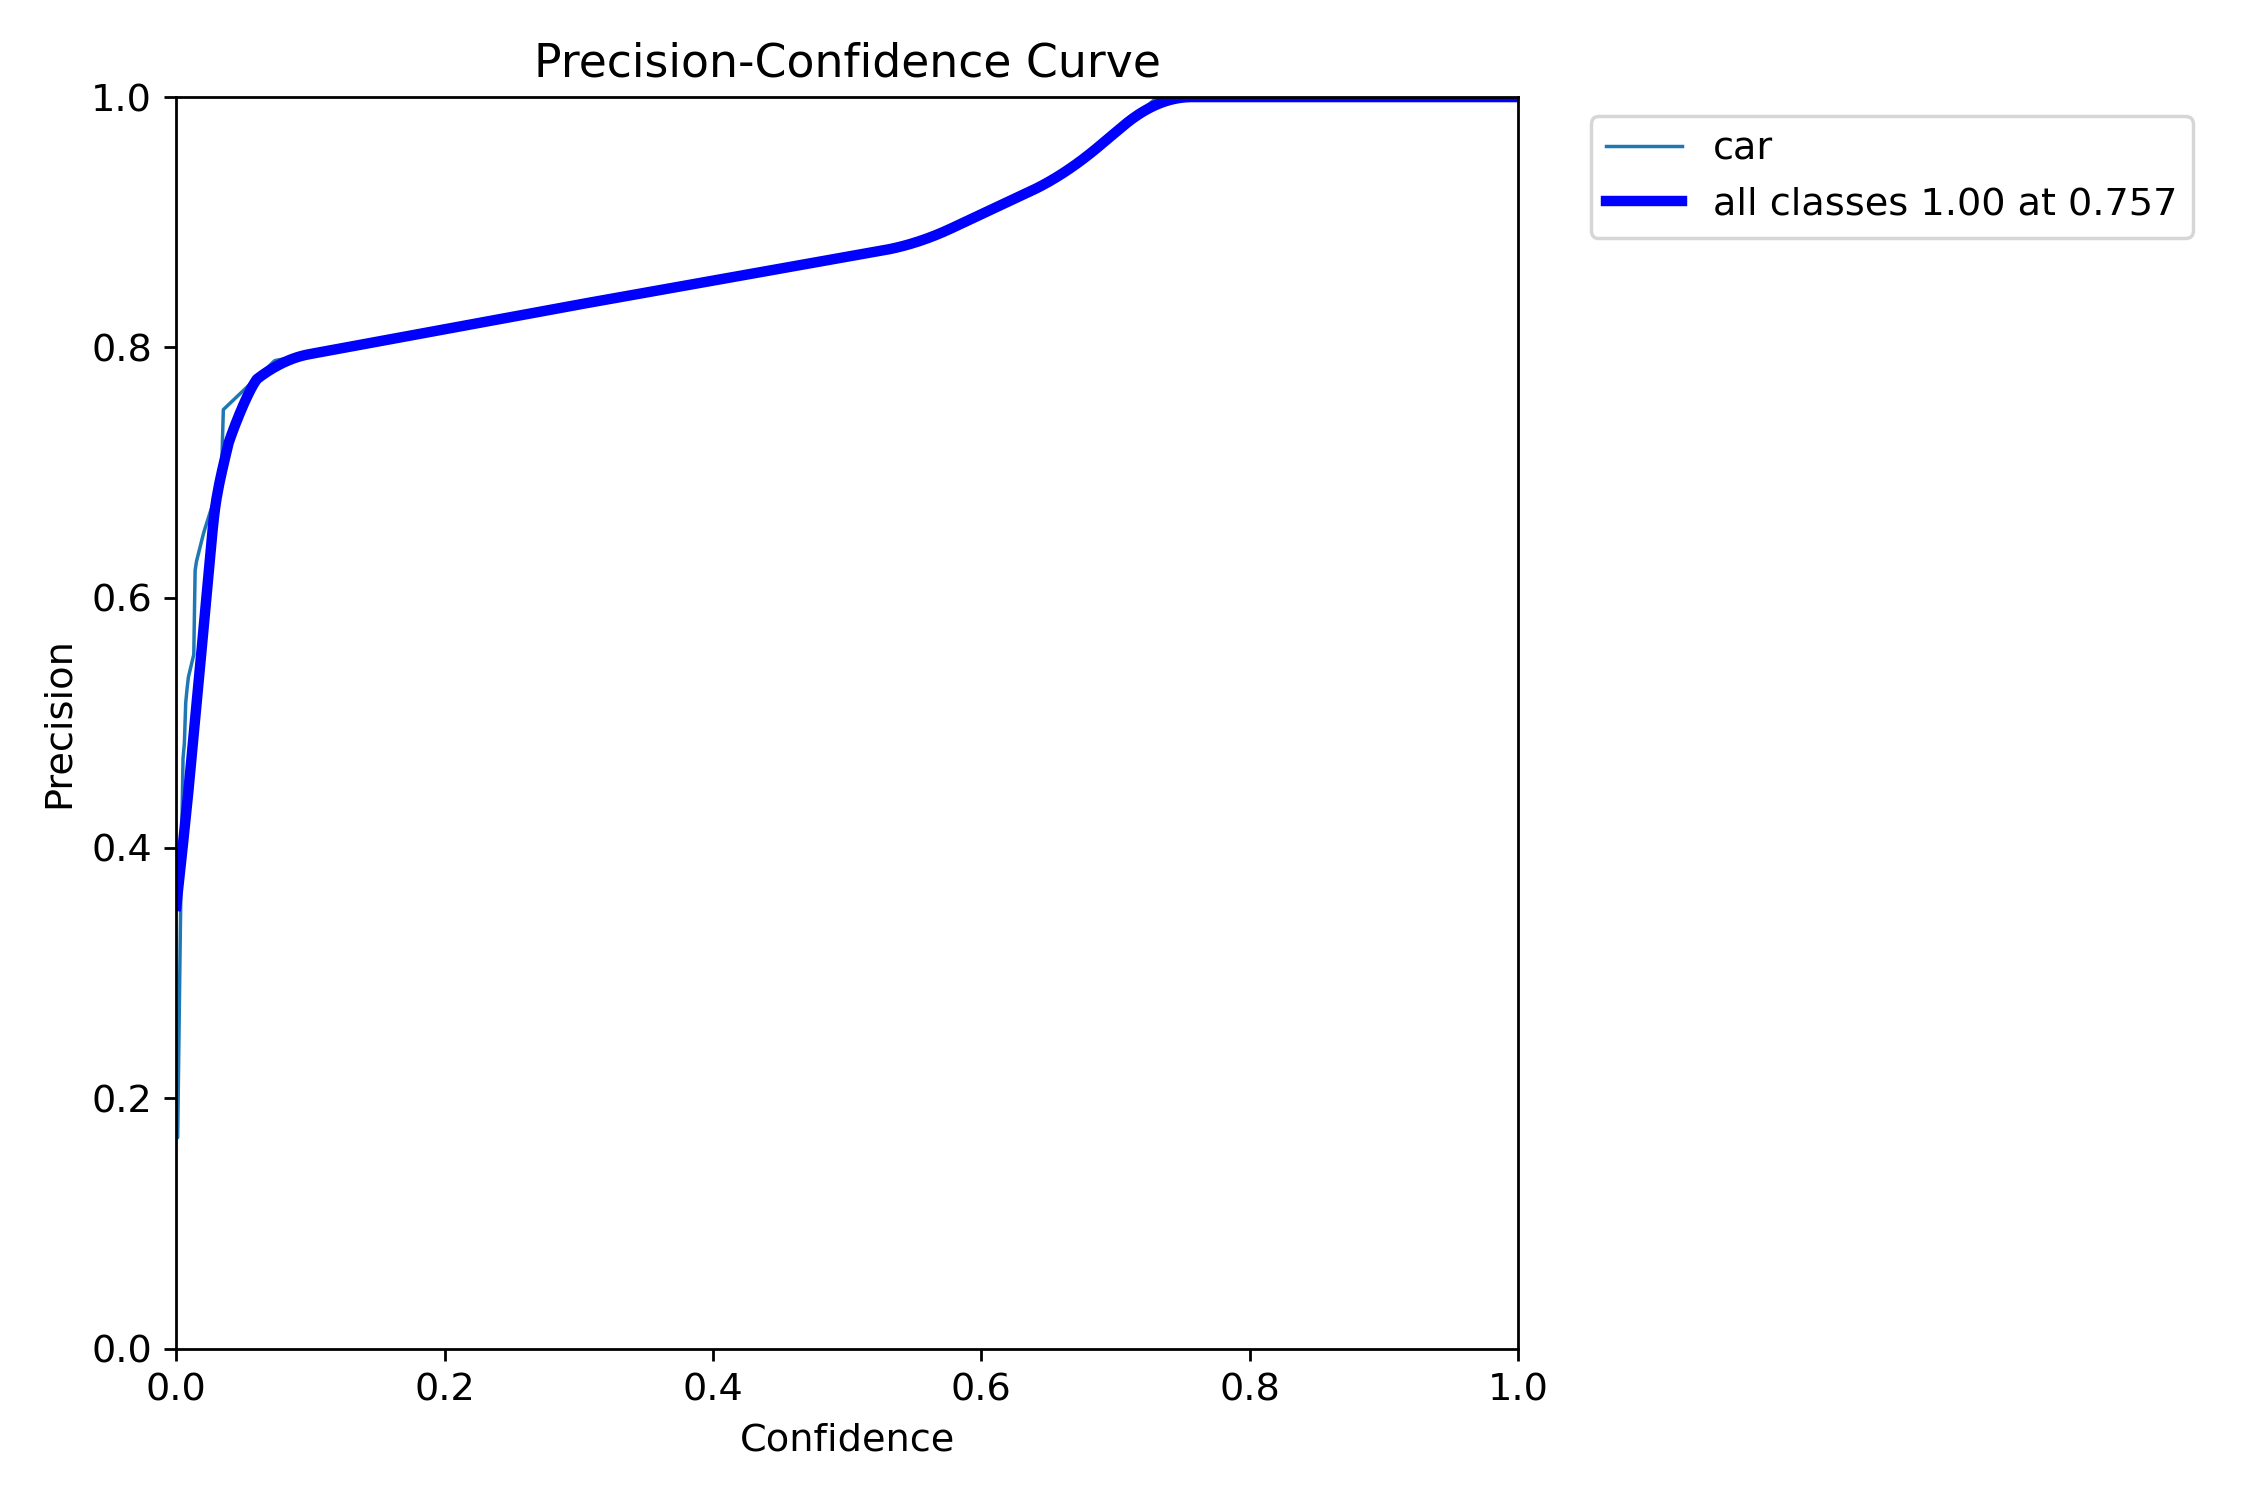 Precision-Confidence Curve
1.0
0.8
0.6
0.4
0.2
0.0
Precision
0.0 0.2 0.4 0.6 0.8 1.0
Confidence
car
all classes 1.00 at 0.757